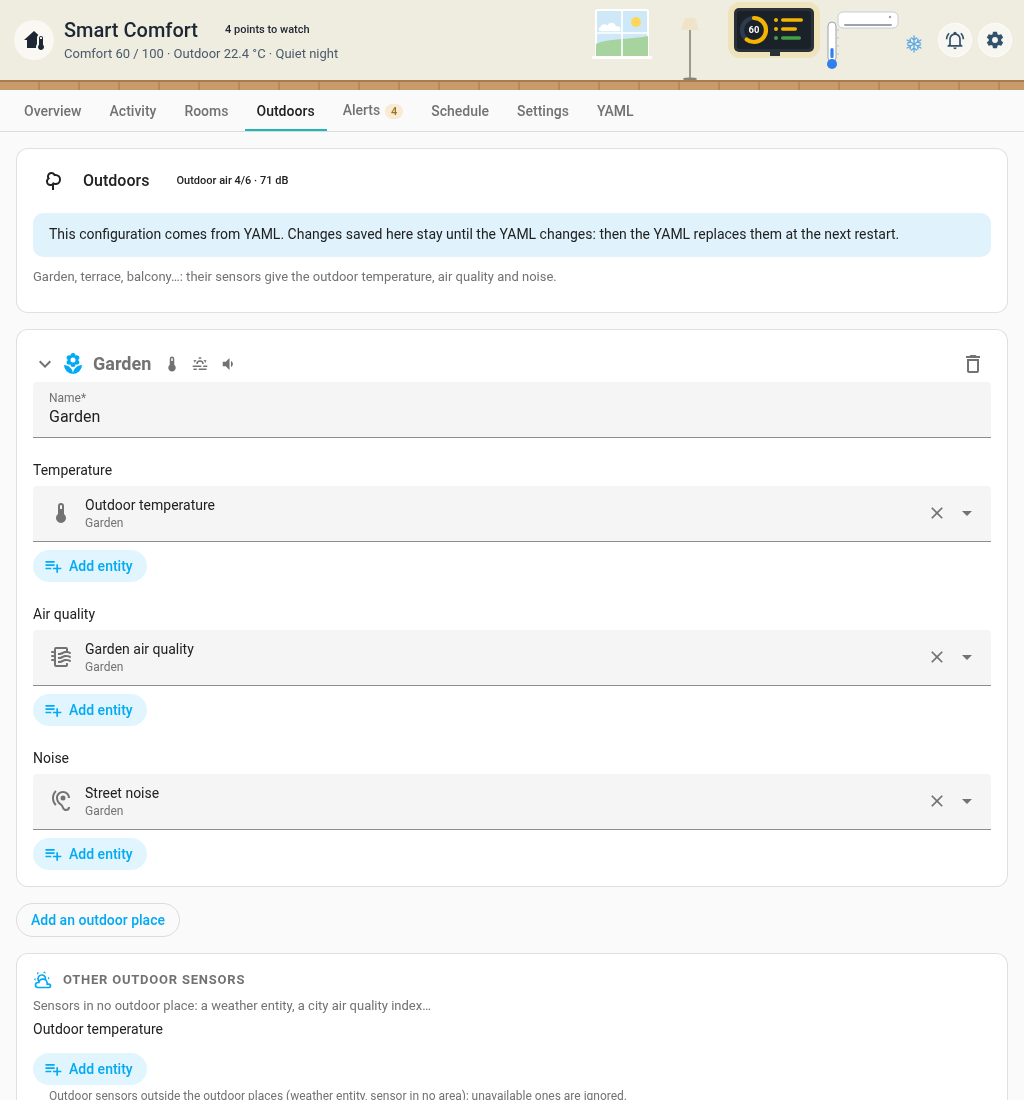 Smart Comfort
4 points to watch
Comfort 60 / 100 · Outdoor 22.4 °C · Quiet night
60
Overview
Activity
Rooms
Outdoors
Alerts 4
Schedule
Settings
YAML
Outdoors
Outdoor air 4/6 · 71 dB
This configuration comes from YAML. Changes saved here stay until the YAML changes: then the YAML replaces them at the next restart.
Garden, terrace, balcony…: their sensors give the outdoor temperature, air quality and noise.
Garden
Name*
Garden
Temperature
Outdoor temperature
Garden
Add entity
Air quality
Garden air quality
Garden
Add entity
Noise
Street noise
Garden
Add entity
Add an outdoor place
OTHER OUTDOOR SENSORS
Sensors in no outdoor place: a weather entity, a city air quality index…
Outdoor temperature
Add entity
Outdoor sensors outside the outdoor places (weather entity, sensor in no area); unavailable ones are ignored.